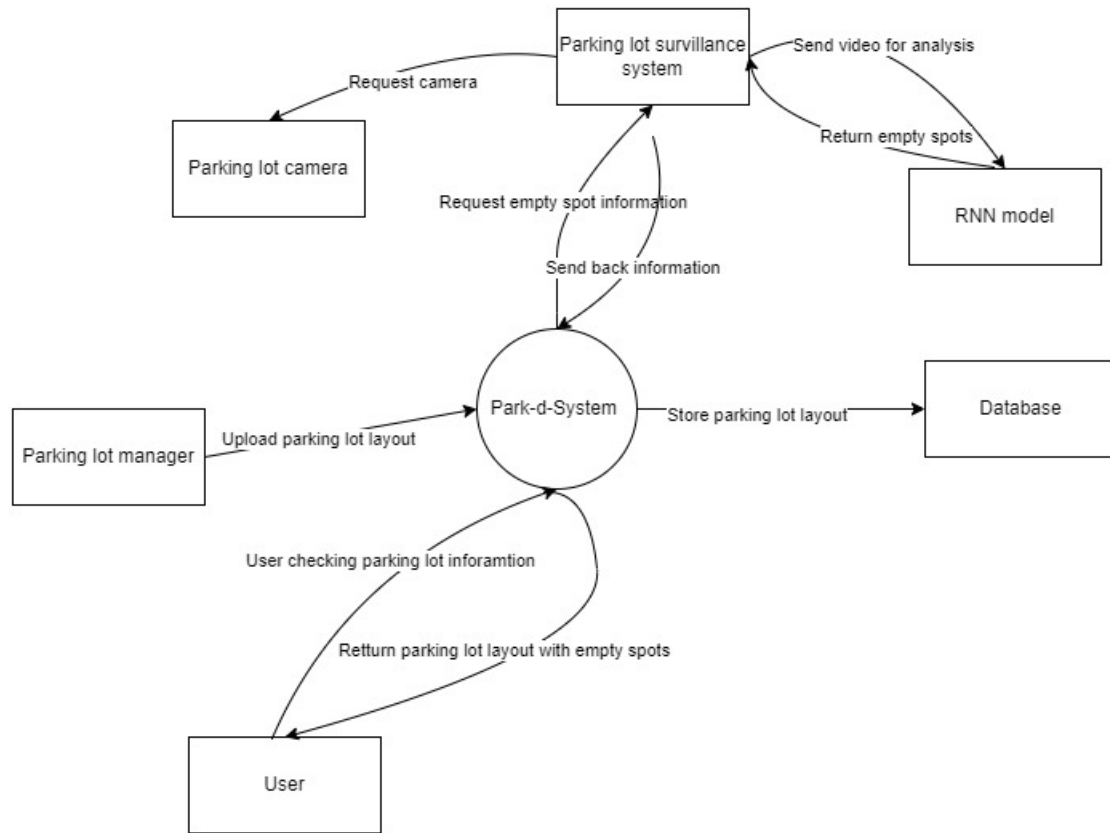 Parking lot survillance
system
Send video for analysis
Request camera
Return empty spots
Parking lot camera
Request empty spot information
RNN model
Send back information
Park-d-System
Database
Store parking lot layout
Upload parking lot layout
Parking lot manager
User checking parking lot inforamtion
Retturn parking lot layout with empty spots
User